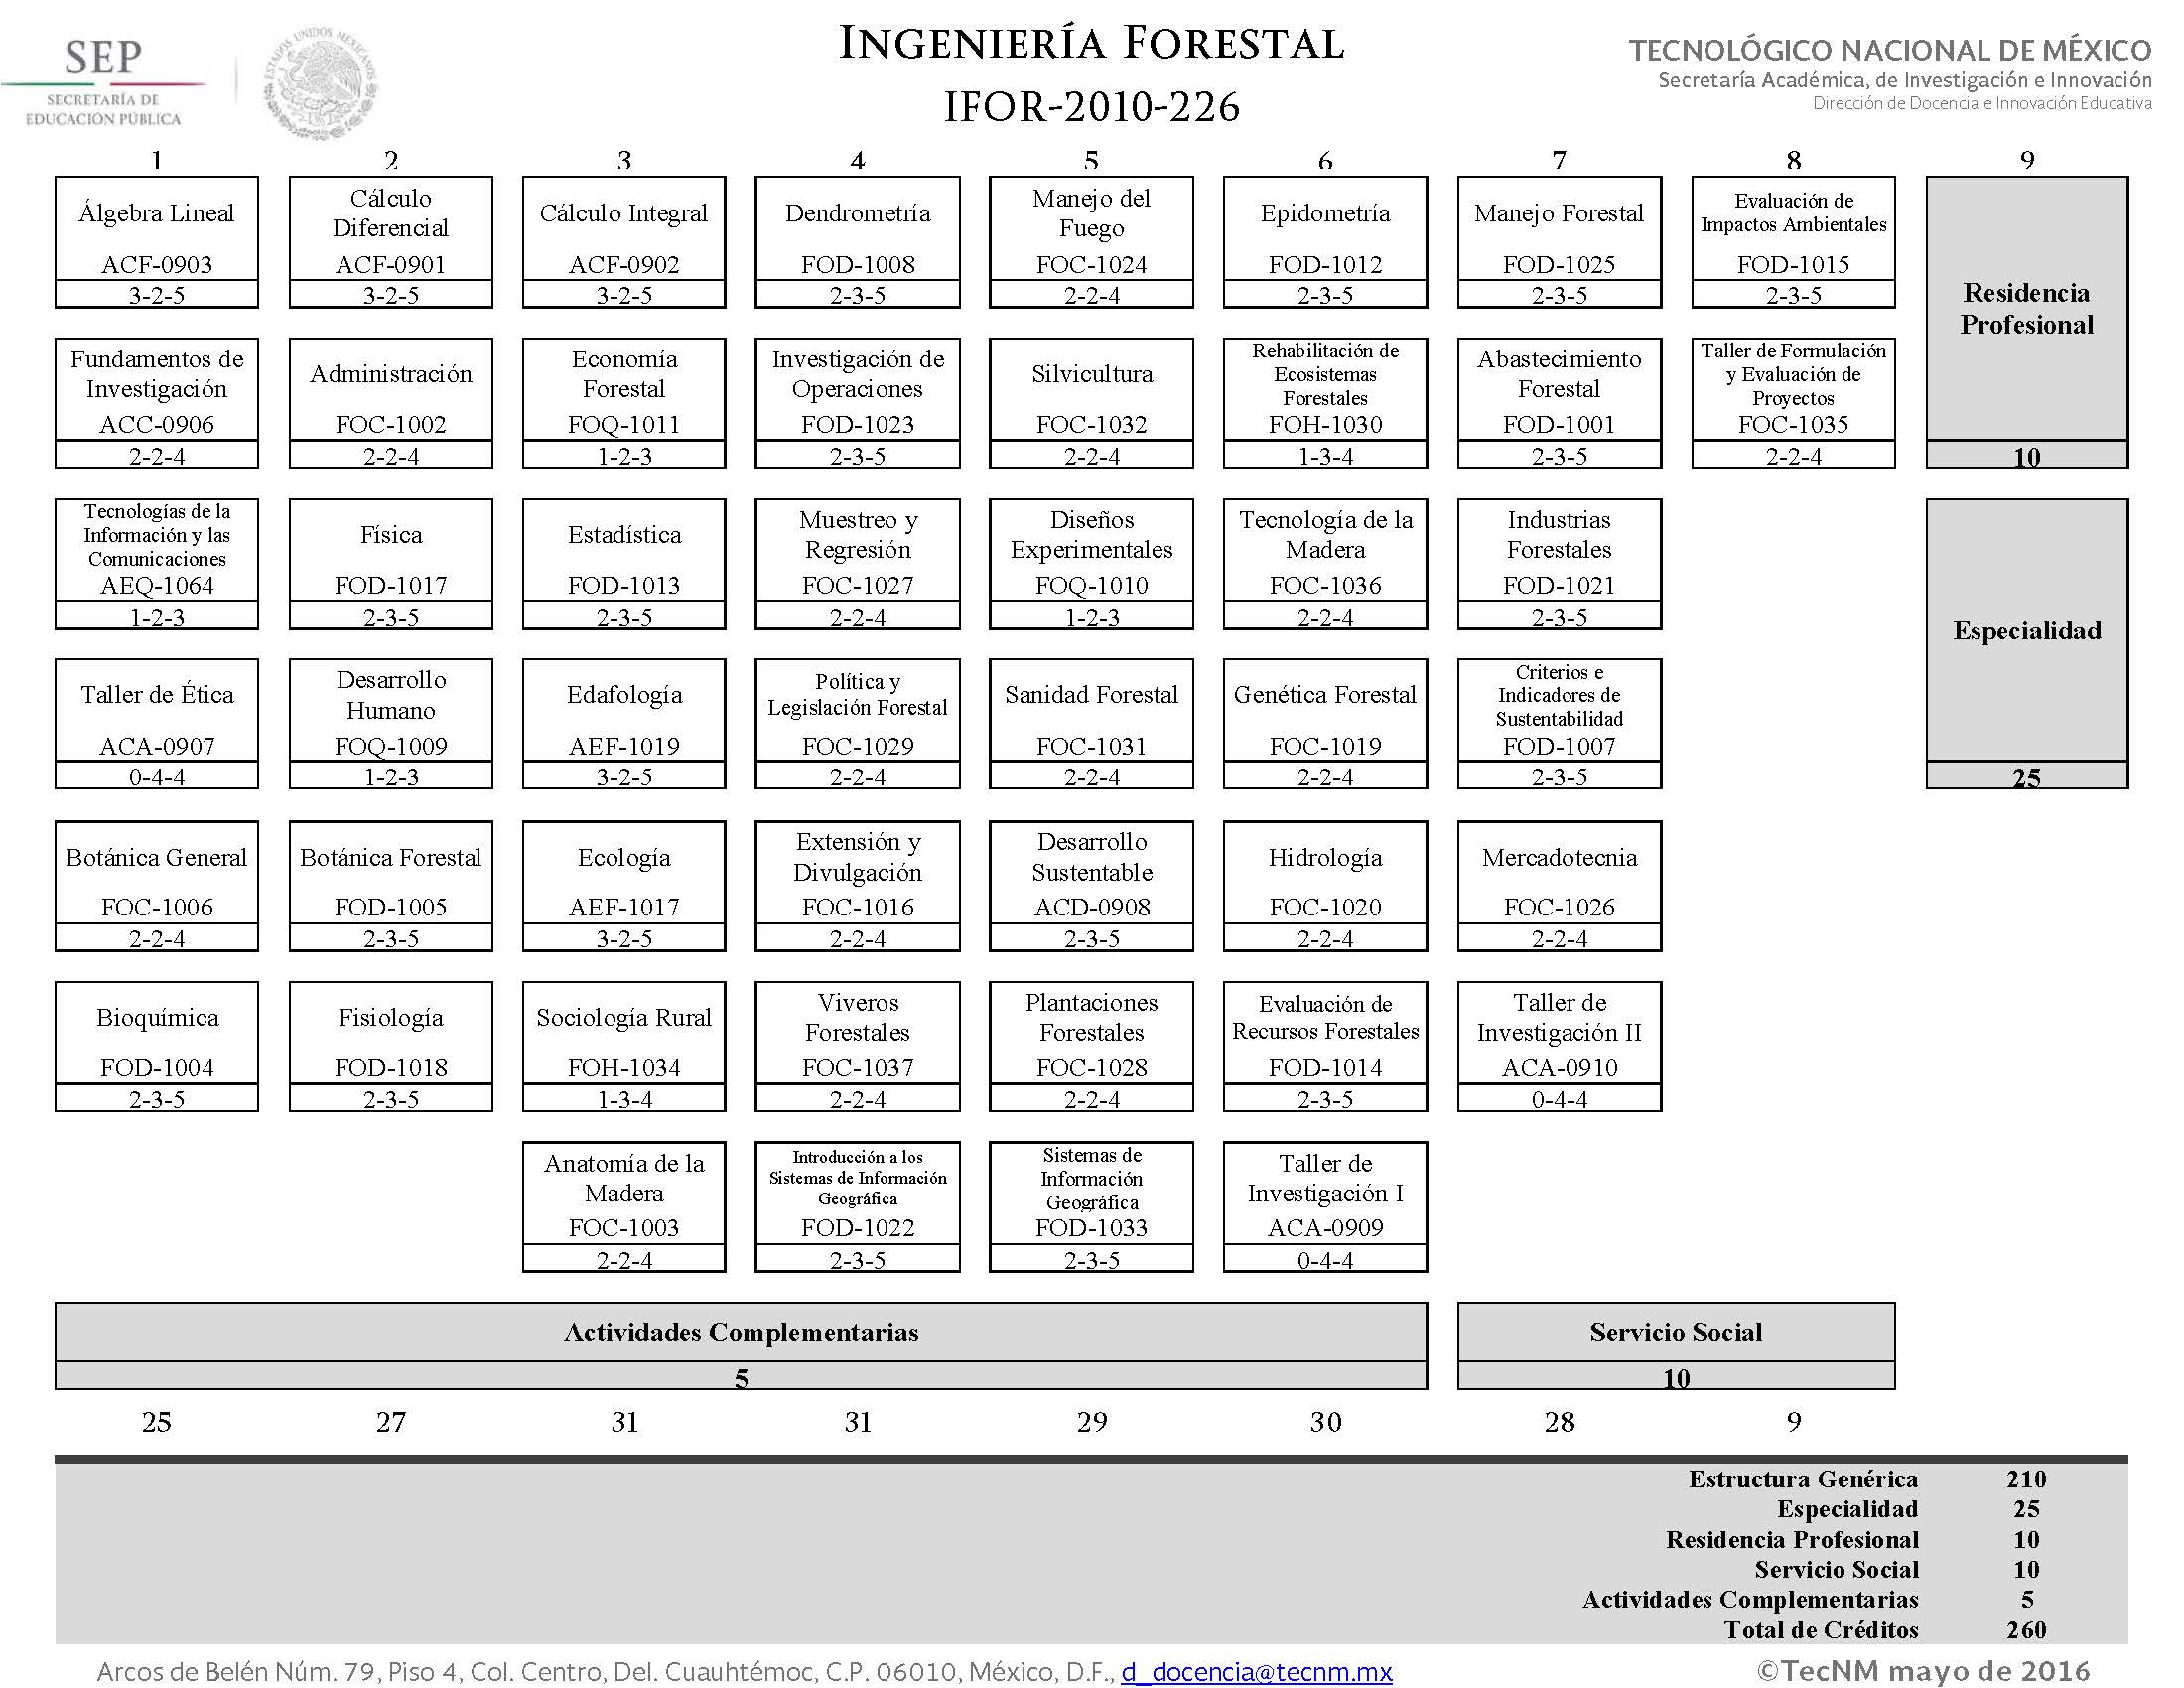 SEP
SECRETARÍA DE
EDUCACIÓN PÚBLICA
ESTADOS UNIDOS MEXICANOS
INGENIERÍA FORESTAL
IFOR-2010-226
TECNOLÓGICO NACIONAL DE MÉXICO
Secretaría Académica, de Investigación e Innovación
Dirección de Docencia e Innovación Educativa
1 2 3 4 5 6 7 8 9
Álgebra Lineal
ACF-0903
3-2-5
Cálculo
Diferencial
ACF-0901
3-2-5
Cálculo Integral
ACF-0902
3-2-5
Dendrometría
FOD-1008
2-3-5
Manejo del
Fuego
FOC-1024
2-2-4
Epidometría
FOD-1012
2-3-5
Manejo Forestal
FOD-1025
2-3-5
Evaluación de
Impactos Ambientales
FOD-1015
2-3-5
Residencia
Profesional
10
Fundamentos de
Investigación
ACC-0906
2-2-4
Administración
FOC-1002
2-2-4
Economía
Forestal
FOQ-1011
1-2-3
Investigación de
Operaciones
FOD-1023
2-3-5
Silvicultura
FOC-1032
2-2-4
Rehabilitación de
Ecosistemas
Forestales
FOH-1030
1-3-4
Abastecimiento
Forestal
FOD-1001
2-3-5
Taller de Formulación
y Evaluación de
Proyectos
FOC-1035
2-2-4
Tecnologías de la
Información y las
Comunicaciones
AEQ-1064
1-2-3
Física
FOD-1017
2-3-5
Estadística
FOD-1013
2-3-5
Muestreo y
Regresión
FOC-1027
2-2-4
Diseños
Experimentales
FOQ-1010
1-2-3
Tecnología de la
Madera
FOC-1036
2-2-4
Industrias
Forestales
FOD-1021
2-3-5
Especialidad
25
Taller de Ética
ACA-0907
0-4-4
Desarrollo
Humano
FOQ-1009
1-2-3
Edafología
AEF-1019
3-2-5
Política y
Legislación Forestal
FOC-1029
2-2-4
Sanidad Forestal
FOC-1031
2-2-4
Genética Forestal
FOC-1019
2-2-4
Criterios e
Indicadores de
Sustentabilidad
FOD-1007
2-3-5
Botánica General
FOC-1006
2-2-4
Botánica Forestal
FOD-1005
2-3-5
Ecología
AEF-1017
3-2-5
Extensión y
Divulgación
FOC-1016
2-2-4
Desarrollo
Sustentable
ACD-0908
2-3-5
Hidrología
FOC-1020
2-2-4
Mercadotecnia
FOC-1026
2-2-4
Bioquímica
FOD-1004
2-3-5
Fisiología
FOD-1018
2-3-5
Sociología Rural
FOH-1034
1-3-4
Viveros
Forestales
FOC-1037
2-2-4
Plantaciones
Forestales
FOC-1028
2-2-4
Evaluación de
Recursos Forestales
FOD-1014
2-3-5
Taller de
Investigación II
ACA-0910
0-4-4
Anatomía de la
Madera
FOC-1003
2-2-4
Introducción a los
Sistemas de Información
Geográfica
FOD-1022
2-3-5
Sistemas de
Información
Geográfica
FOD-1033
2-3-5
Taller de
Investigación I
ACA-0909
0-4-4
Actividades Complementarias
5
Servicio Social
10
25 27 31 31 29 30 28 9
Estructura Genérica 210
Especialidad 25
Residencia Profesional 10
Servicio Social 10
Actividades Complementarias 5
Total de Créditos 260
Arcos de Belén Núm. 79, Piso 4, Col. Centro, Del. Cuauhtémoc, C.P. 06010, México, D.F., d_docencia@tecnm.mx
©TecNM mayo de 2016